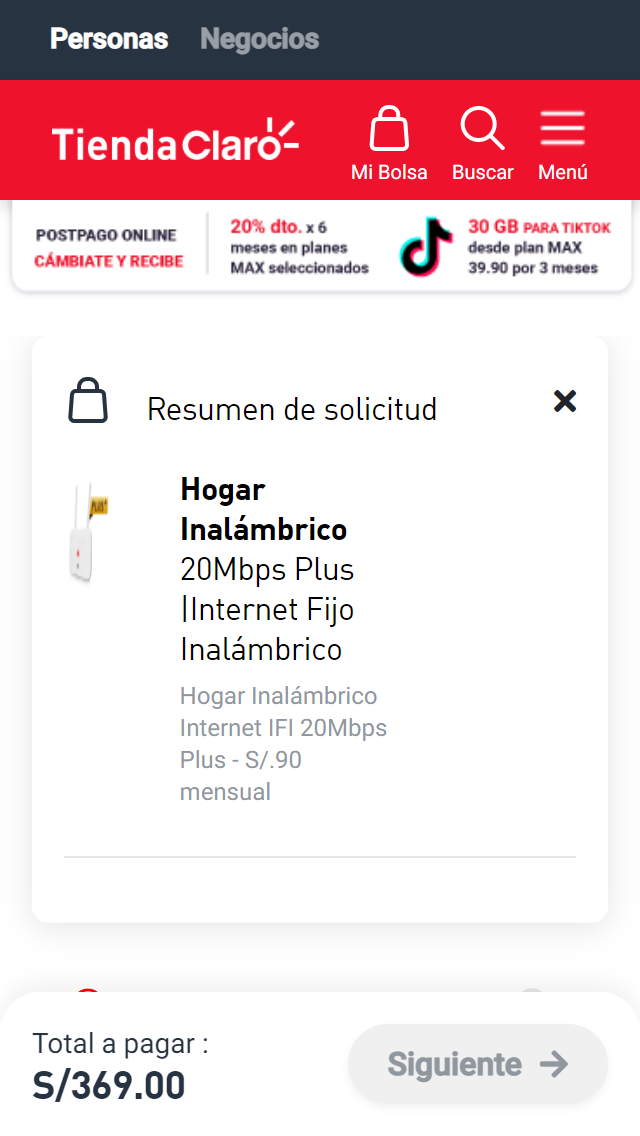 Personas Negocios
TiendaClaro
Mi Bolsa Buscar Menú
POSTPAGO ONLINE
CÁMBIATE Y RECIBE
20% dto. x 6
meses en planes
MAX seleccionados
30 GB PARA TIKTOK
desde plan MAX
39.90 por 3 meses
Resumen de solicitud
PLUS+
Hogar
Inalámbrico
20Mbps Plus
|Internet Fijo
Inalámbrico
Hogar Inalámbrico
Internet IFI 20Mbps
Plus - S/.90
mensual
Total a pagar :
S/369.00
Siguiente